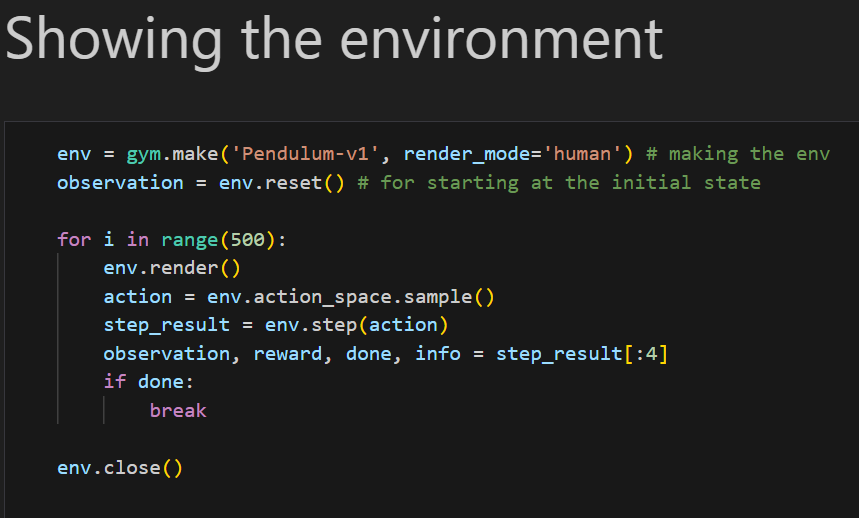 Showing the environment
env = gym.make('Pendulum-v1', render_mode='human') # making the env
observation = env.reset() # for starting at the initial state
for i in range(500):
    env.render()
    action = env.action_space.sample()
    step_result = env.step(action)
    observation, reward, done, info = step_result[:4]
    if done:
        break
env.close()